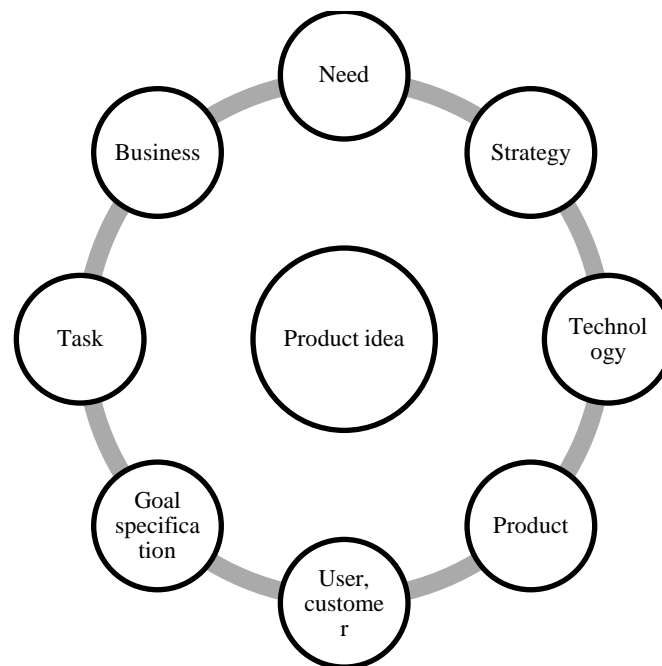 Need
Business
Strategy
Task
Product idea
Technol
ogy
Goal
specifica
tion
Product
User,
custome
r